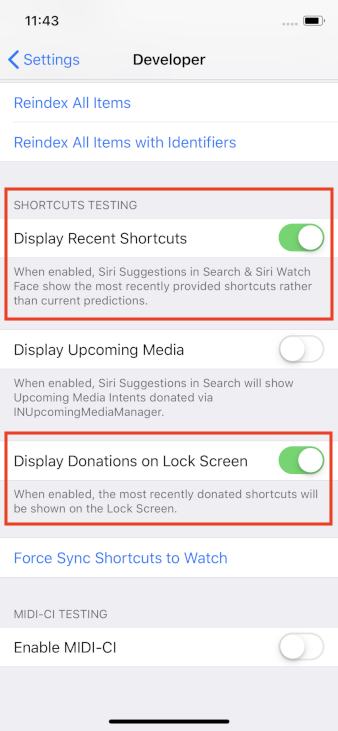 11:43
Settings
Developer
Reindex All Items
Reindex All Items with Identifiers
SHORTCUTS TESTING
Display Recent Shortcuts
When enabled, Siri Suggestions in Search & Siri Watch
Face show the most recently provided shortcuts rather
than current predictions.
Display Upcoming Media
When enabled, Siri Suggestions in Search will show
Upcoming Media Intents donated via
INUpcomingMediaManager.
Display Donations on Lock Screen
When enabled, the most recently donated shortcuts will
be shown on the Lock Screen.
Force Sync Shortcuts to Watch
MIDI-CI TESTING
Enable MIDI-CI